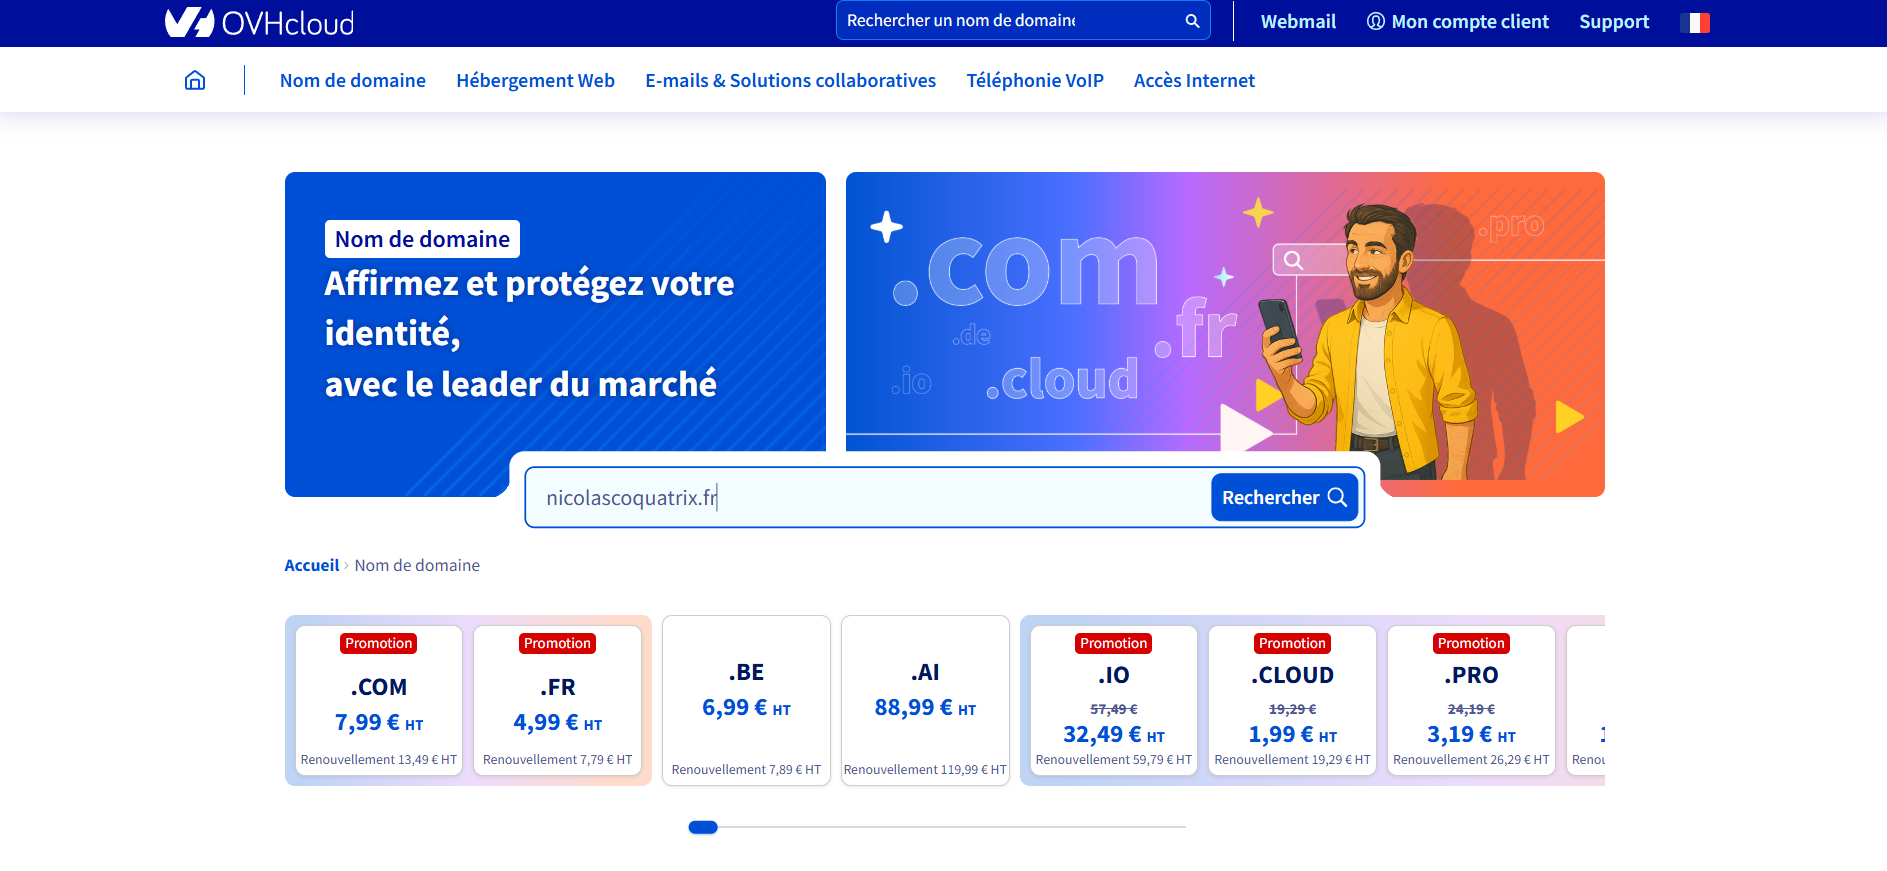 OVHcloud
Rechercher un nom de domaine
Webmail
Mon compte client
Support
Nom de domaine
Hébergement Web
E-mails & Solutions collaboratives
Téléphonie VoIP
Accès Internet
Nom de domaine
Affirmez et protégez votre
identité,
avec le leader du marché
.com
.pro
.fr
.de
.io
.cloud
nicolascoquatrix.fr
Rechercher
Accueil › Nom de domaine
Promotion
.COM
7,99 € HT
Renouvellement 13,49 € HT
Promotion
.FR
4,99 € HT
Renouvellement 7,79 € HT
.BE
6,99 € HT
Renouvellement 7,89 € HT
.AI
88,99 € HT
Renouvellement 119,99 € HT
Promotion
.IO
57,49 €
32,49 € HT
Renouvellement 59,79 € HT
Promotion
.CLOUD
19,29 €
1,99 € HT
Renouvellement 19,29 € HT
Promotion
.PRO
24,19 €
3,19 € HT
Renouvellement 26,29 € HT